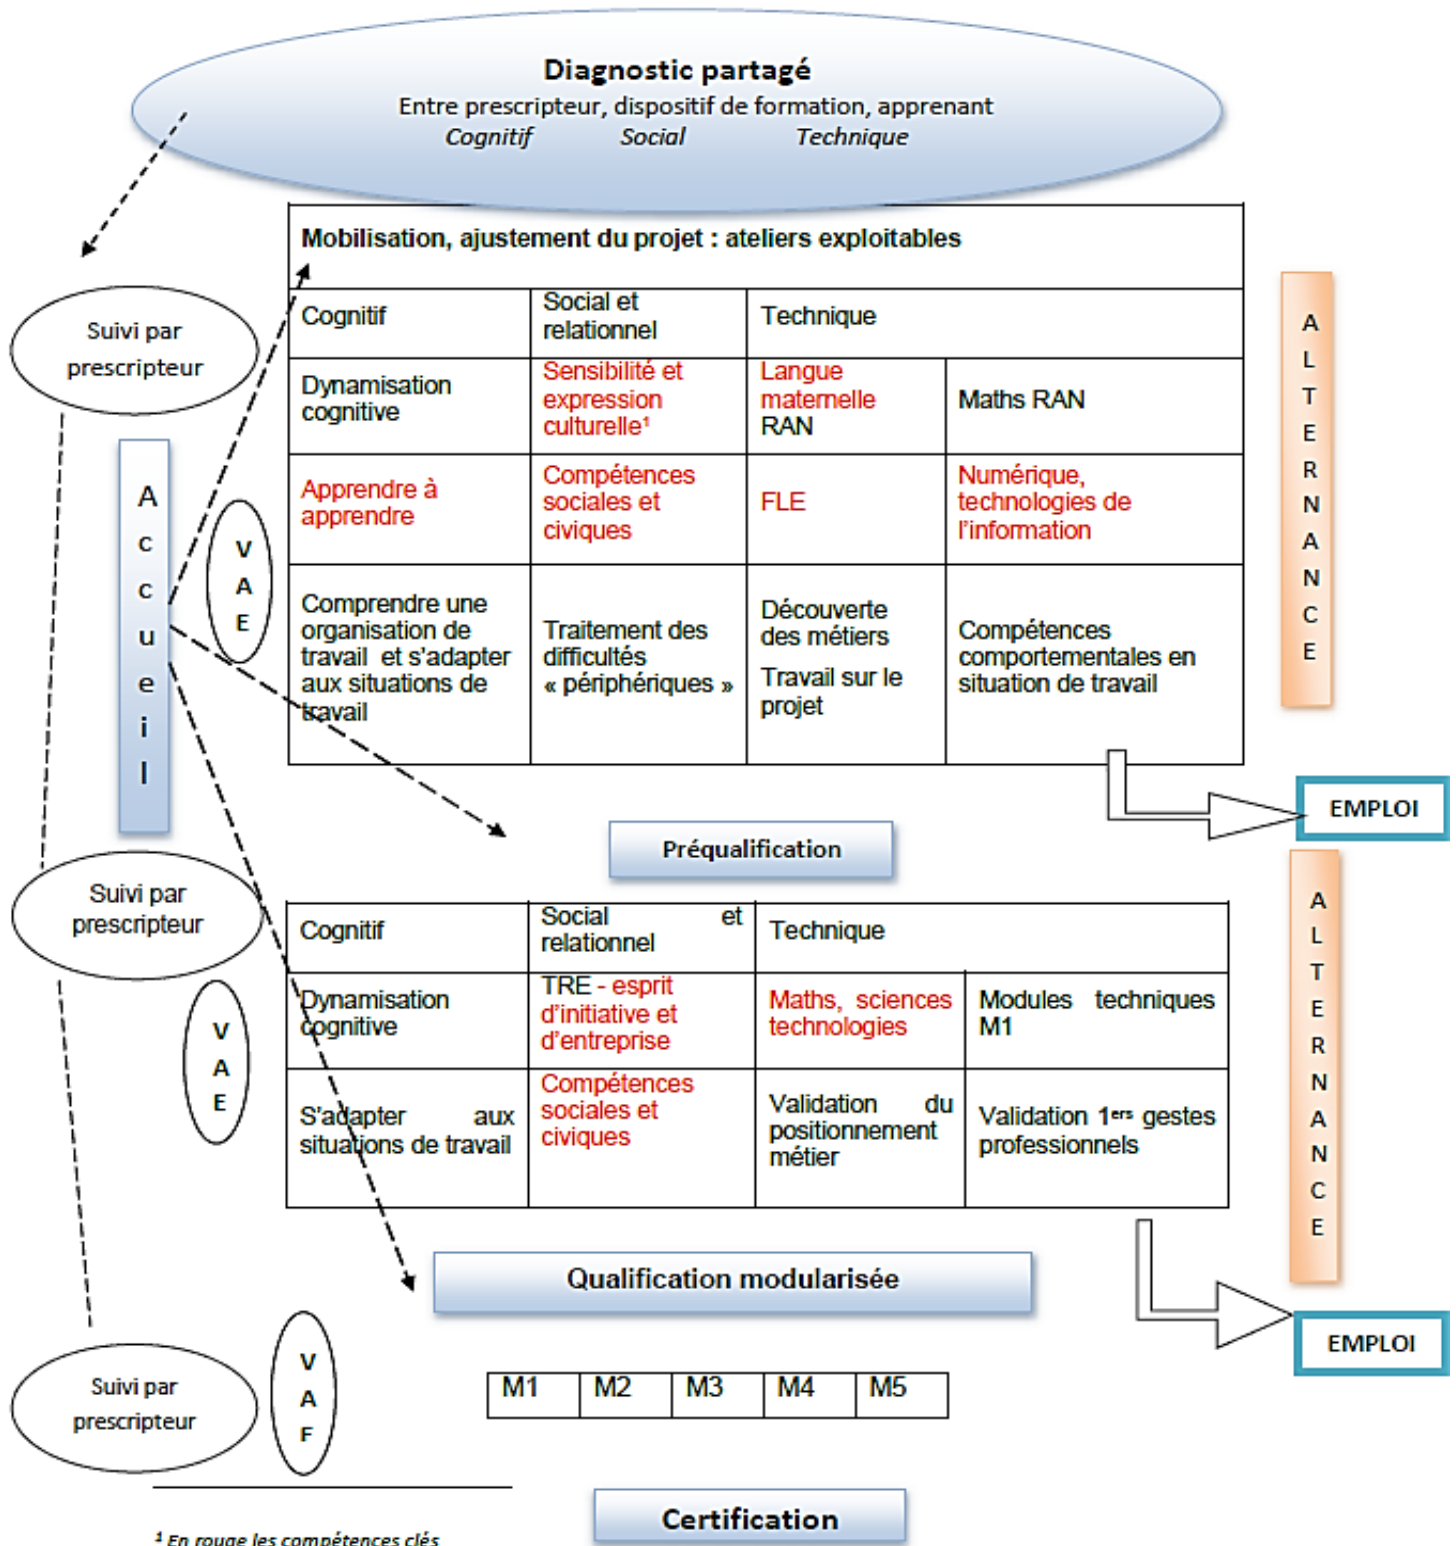 Diagnostic partagé
Entre prescripteur, dispositif de formation, apprenant
Cognitif Social Technique
Mobilisation, ajustement du projet : ateliers exploitables
Suivi par
prescripteur
Cognitif
Social et
relationnel
Technique
Dynamisation
cognitive
Sensibilité et
expression
culturelle¹
Langue
maternelle
RAN
Maths RAN
Apprendre à
apprendre
Compétences
sociales et
civiques
FLE
Numérique,
technologies de
l'information
Comprendre une
organisation de
travail et s'adapter
aux situations de
travail
Traitement des
difficultés
« périphériques »
Découverte
des métiers
Travail sur le
projet
Compétences
comportementales en
situation de travail
A
L
T
E
R
N
A
N
C
E
A
c
c
u
e
i
l
V
A
E
EMPLOI
Préqualification
Suivi par
prescripteur
Cognitif
Social et
relationnel
Technique
Dynamisation
cognitive
TRE - esprit
d'initiative et
d'entreprise
Maths, sciences
technologies
Modules techniques
M1
S'adapter aux
situations de travail
Compétences
sociales et
civiques
Validation du
positionnement
métier
Validation 1ers gestes
professionnels
V
A
E
A
L
T
E
R
N
A
N
C
E
Qualification modularisée
EMPLOI
Suivi par
prescripteur
V
A
F
M1 M2 M3 M4 M5
Certification
¹ En rouge les compétences clés